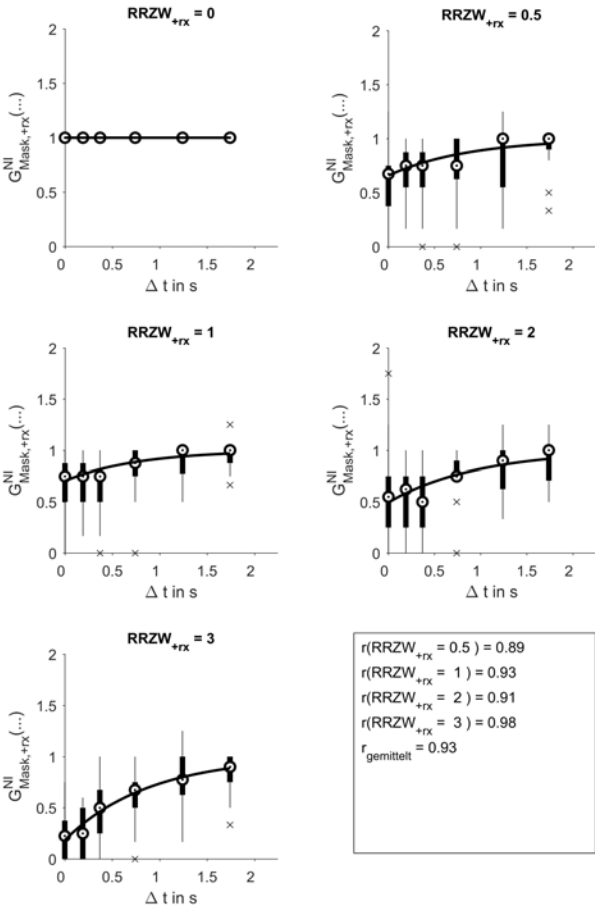 RRZW+rx = 0
2
1.5
1
0.5
0
G^NI_Mask,+rx(...)
0 0.5 1 1.5 2
Δ t in s
RRZW+rx = 0.5
2
1.5
1
0.5
0
G^NI_Mask,+rx(...)
0 0.5 1 1.5 2
Δ t in s
RRZW+rx = 1
2
1.5
1
0.5
0
G^NI_Mask,+rx(...)
0 0.5 1 1.5 2
Δ t in s
RRZW+rx = 2
2
1.5
1
0.5
0
G^NI_Mask,+rx(...)
0 0.5 1 1.5 2
Δ t in s
RRZW+rx = 3
2
1.5
1
0.5
0
G^NI_Mask,+rx(...)
0 0.5 1 1.5 2
Δ t in s
r(RRZW+rx = 0.5 ) = 0.89
r(RRZW+rx = 1 ) = 0.93
r(RRZW+rx = 2 ) = 0.91
r(RRZW+rx = 3 ) = 0.98
rgemittelt = 0.93